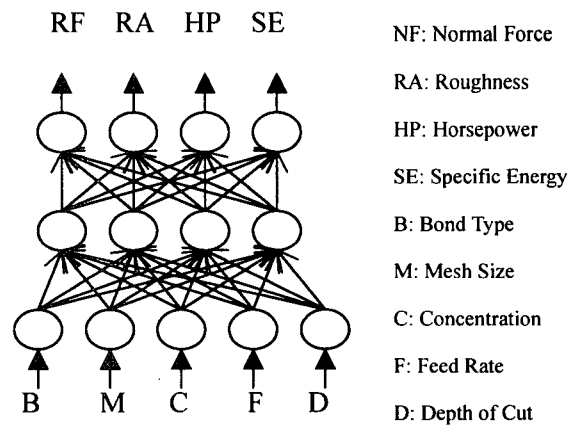 RF RA HP SE
NF: Normal Force
RA: Roughness
HP: Horsepower
SE: Specific Energy
B: Bond Type
M: Mesh Size
C: Concentration
F: Feed Rate
D: Depth of Cut
B M C F D